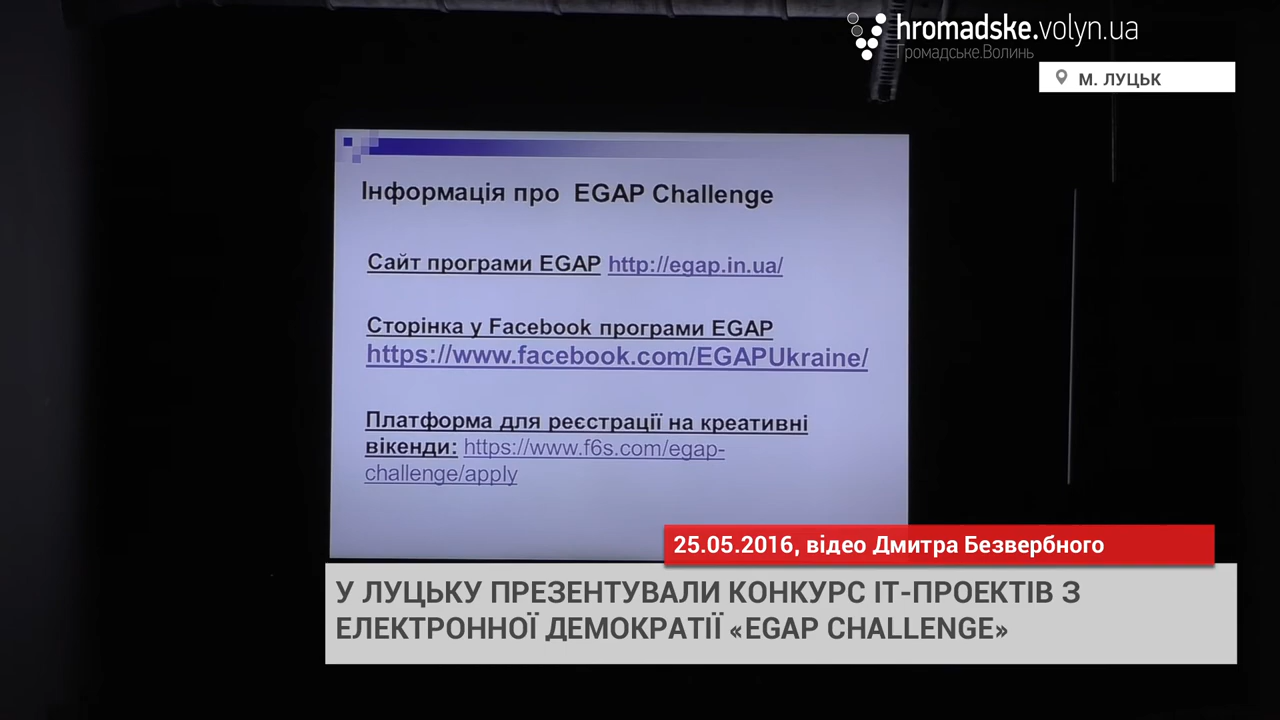 hromadske.volyn.ua
Громадське.Волинь
М. ЛУЦЬК
Інформація про EGAP Challenge
Сайт програми EGAP http://egap.in.ua/
Сторінка у Facebook програми EGAP
https://www.facebook.com/EGAPUkraine/
Платформа для реєстрації на креативні
вікенди: https://www.f6s.com/egap-
challenge/apply
25.05.2016, відео Дмитра Безвербного
У ЛУЦЬКУ ПРЕЗЕНТУВАЛИ КОНКУРС ІТ-ПРОЕКТІВ З
ЕЛЕКТРОННОЇ ДЕМОКРАТІЇ «EGAP CHALLENGE»